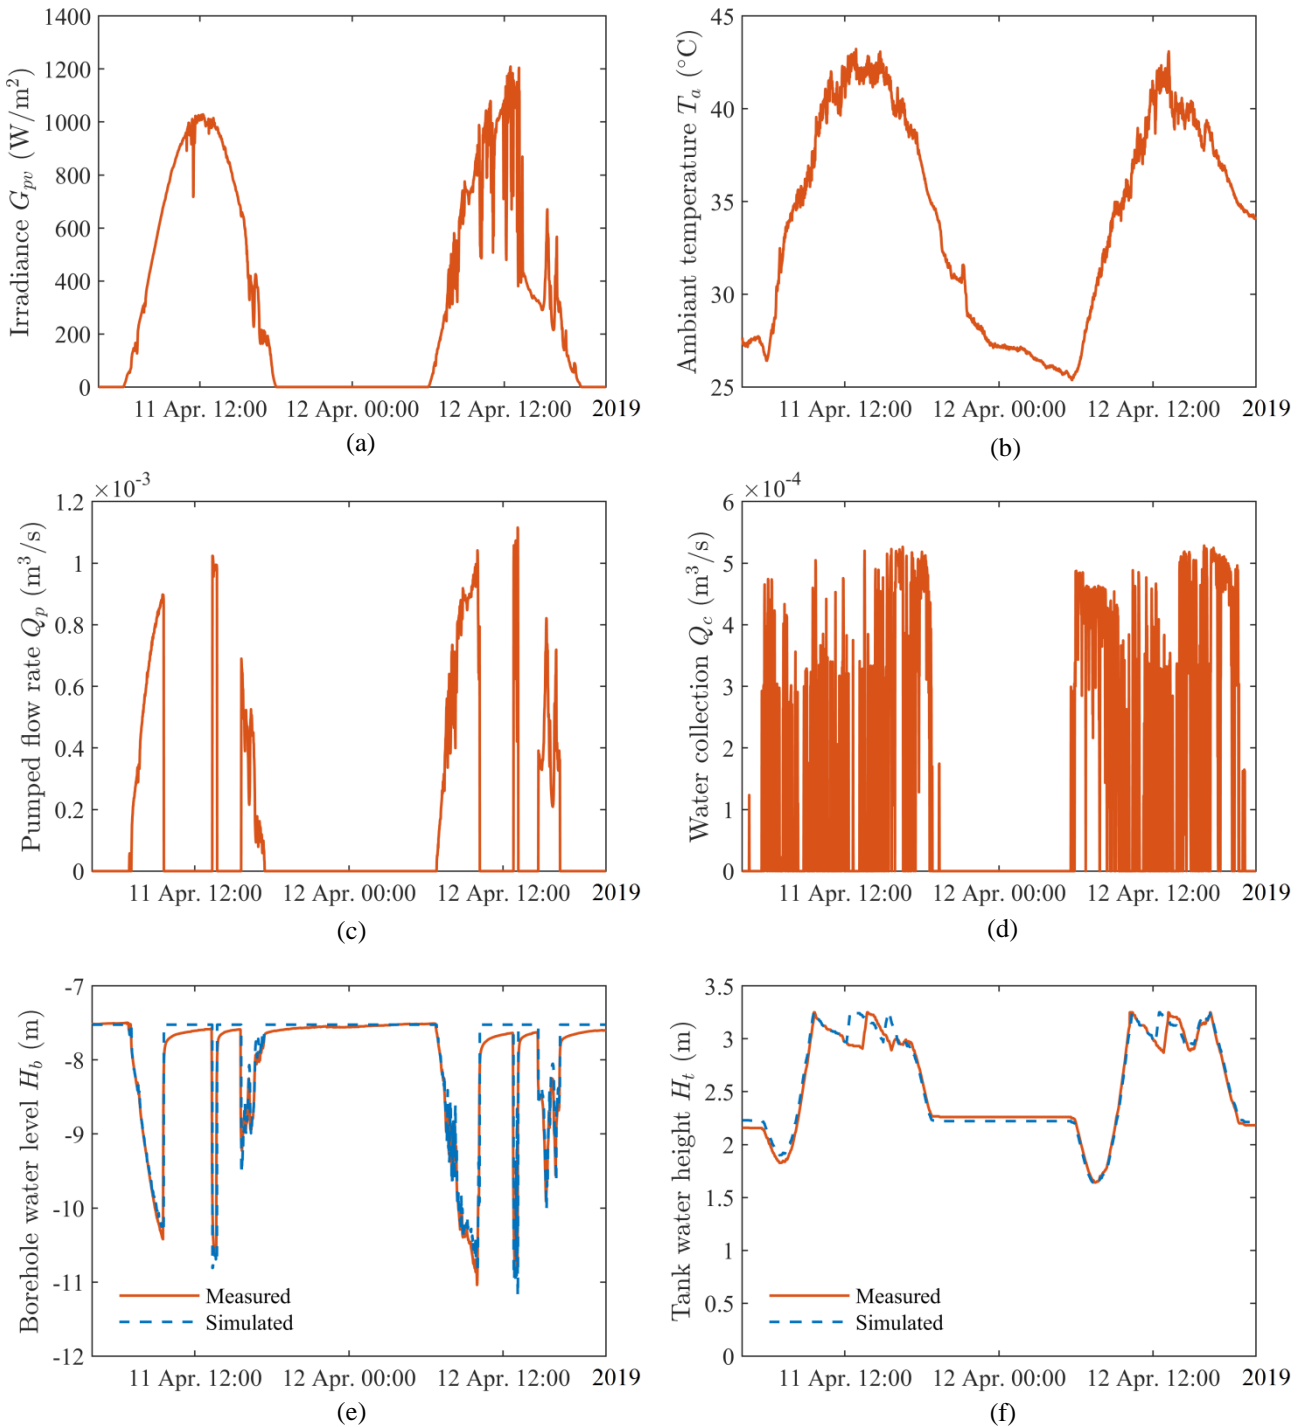 1400
1200
1000
800
600
400
200
0
Irradiance G_pv (W/m²)
11 Apr. 12:00 12 Apr. 00:00 12 Apr. 12:00 2019
(a)
45
40
35
30
25
Ambiant temperature T_a (°C)
11 Apr. 12:00 12 Apr. 00:00 12 Apr. 12:00 2019
(b)
×10⁻³
1.2
1
0.8
0.6
0.4
0.2
0
Pumped flow rate Q_p (m³/s)
11 Apr. 12:00 12 Apr. 00:00 12 Apr. 12:00 2019
(c)
×10⁻⁴
6
5
4
3
2
1
0
Water collection Q_c (m³/s)
11 Apr. 12:00 12 Apr. 00:00 12 Apr. 12:00 2019
(d)
-7
-8
-9
-10
-11
-12
Borehole water level H_b (m)
Measured
Simulated
11 Apr. 12:00 12 Apr. 00:00 12 Apr. 12:00 2019
(e)
3.5
3
2.5
2
1.5
1
0.5
0
Tank water height H_t (m)
Measured
Simulated
11 Apr. 12:00 12 Apr. 00:00 12 Apr. 12:00 2019
(f)